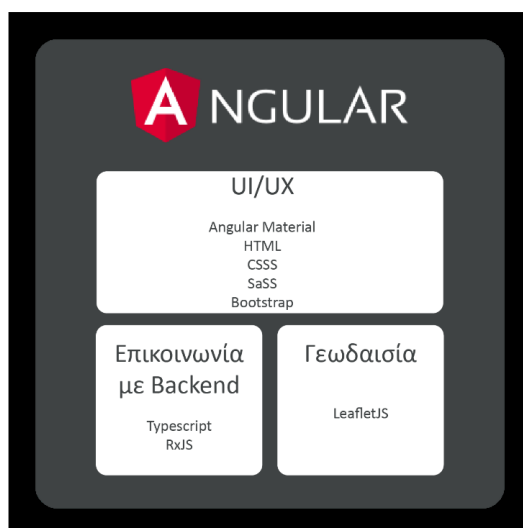 ANGULAR
UI/UX
Angular Material
HTML
CSSS
SaSS
Bootstrap
Επικοινωνία
με Backend
Typescript
RxJS
Γεωδαισία
LeafletJS